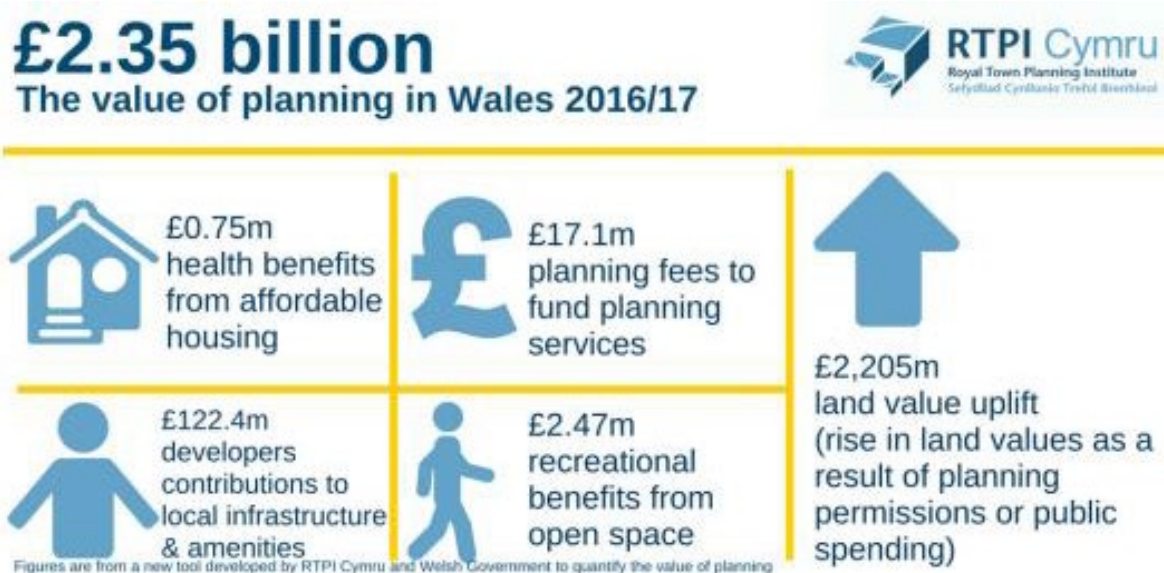 £2.35 billion
The value of planning in Wales 2016/17
RTPI Cymru
Royal Town Planning Institute
Sefydliad Cynllunio Trefol Brenhinol
£0.75m
health benefits
from affordable
housing
£17.1m
planning fees to
fund planning
services
£2,205m
land value uplift
(rise in land values as a
result of planning
permissions or public
spending)
£122.4m
developers
contributions to
local infrastructure
& amenities
£2.47m
recreational
benefits from
open space
Figures are from a new tool developed by RTPI Cymru and Welsh Government to quantify the value of planning